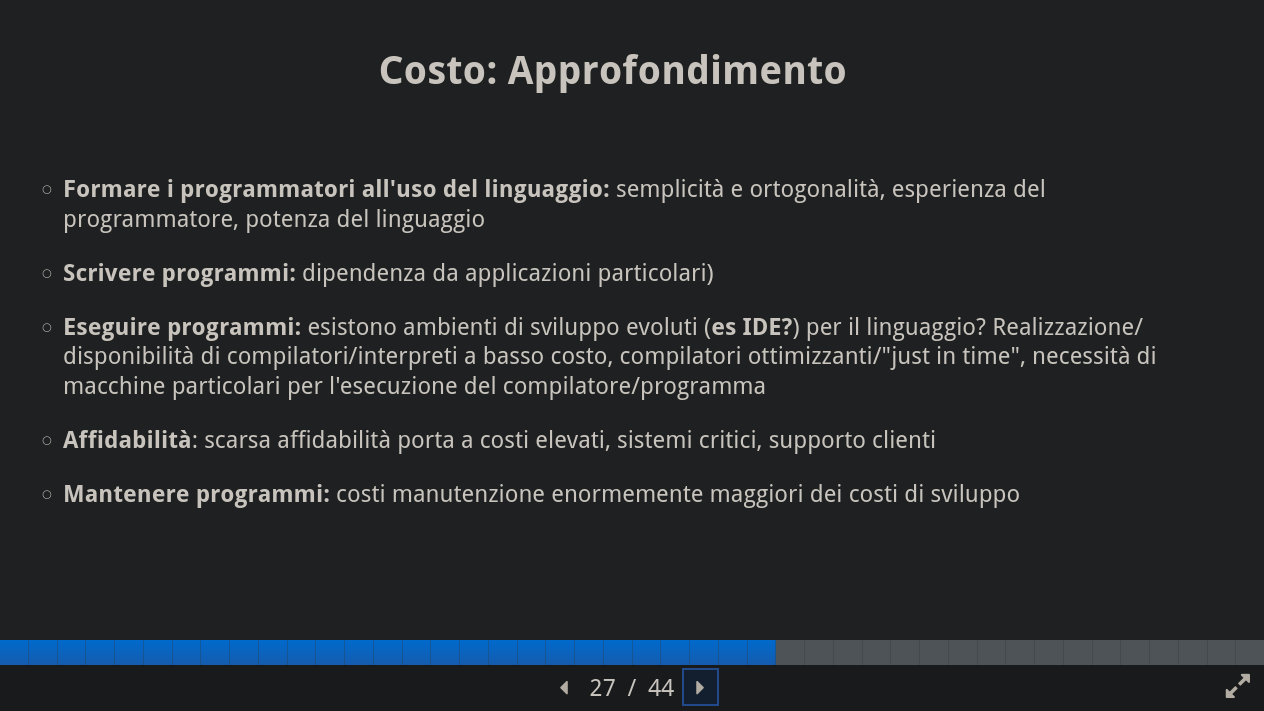 Costo: Approfondimento
Formare i programmatori all'uso del linguaggio: semplicità e ortogonalità, esperienza del
programmatore, potenza del linguaggio
Scrivere programmi: dipendenza da applicazioni particolari)
Eseguire programmi: esistono ambienti di sviluppo evoluti (es IDE?) per il linguaggio? Realizzazione/
disponibilità di compilatori/interpreti a basso costo, compilatori ottimizzanti/"just in time", necessità di
macchine particolari per l'esecuzione del compilatore/programma
Affidabilità: scarsa affidabilità porta a costi elevati, sistemi critici, supporto clienti
Mantenere programmi: costi manutenzione enormemente maggiori dei costi di sviluppo
27 / 44